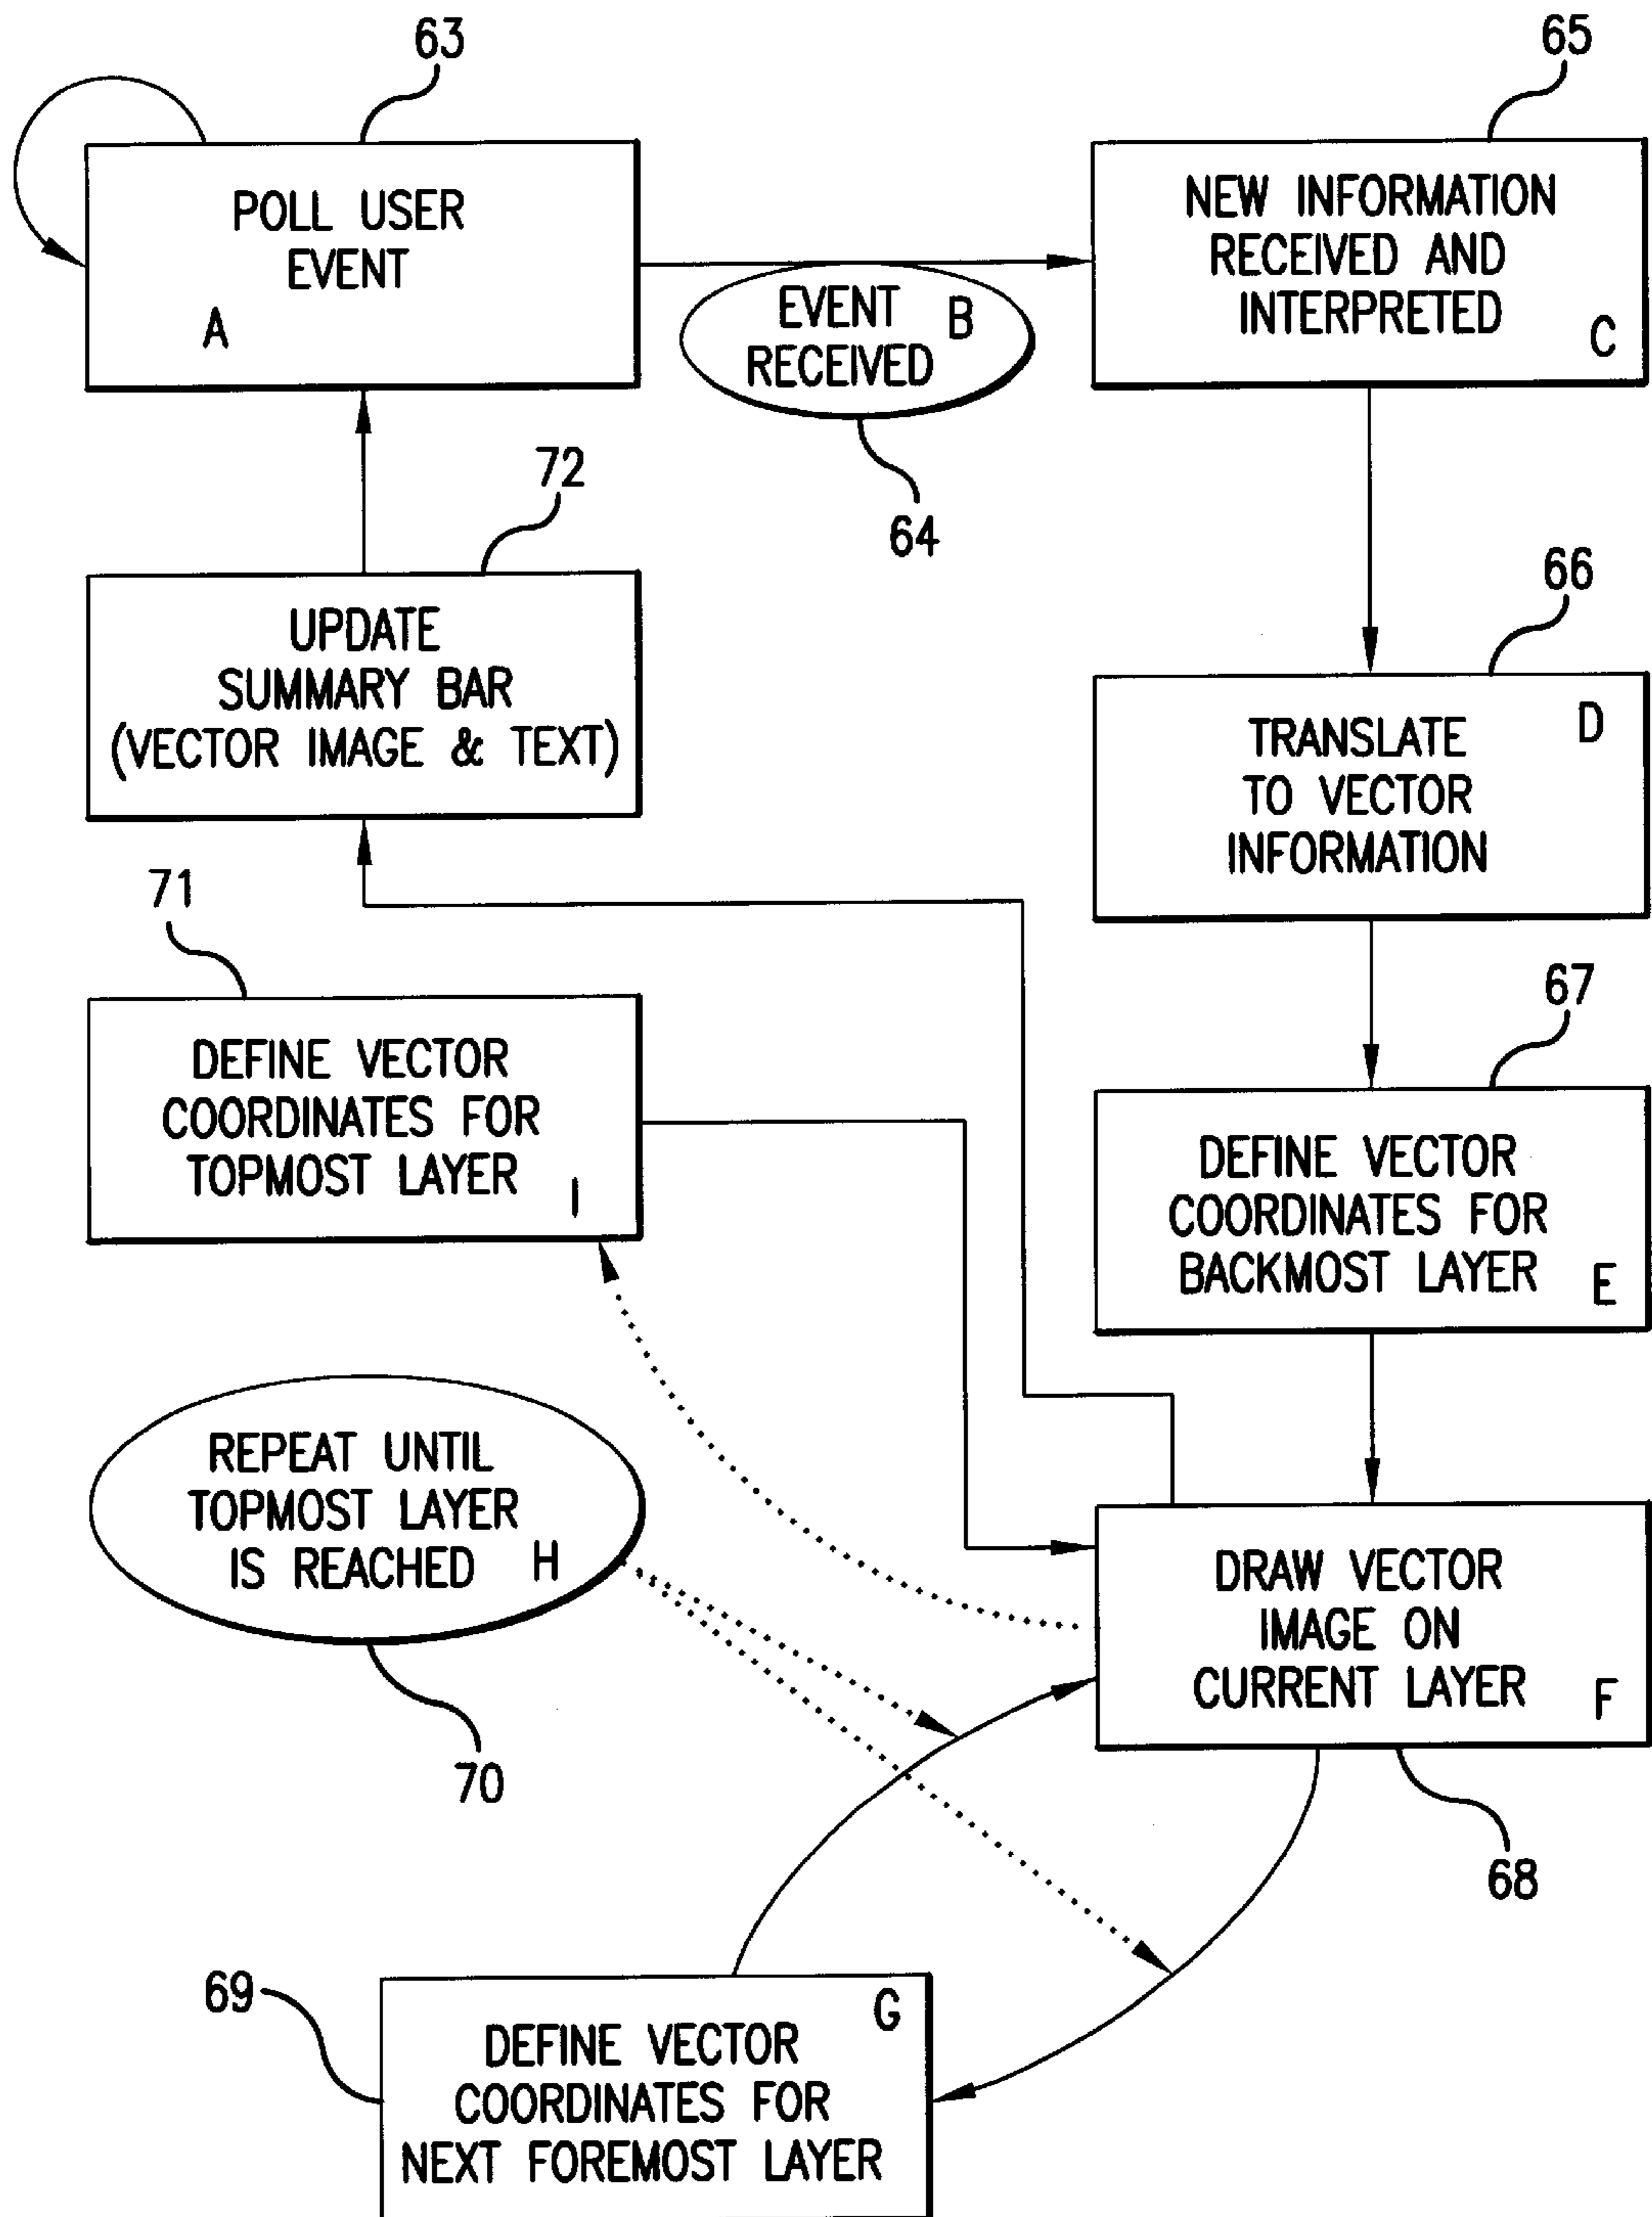 63
POLL USER
EVENT
A
EVENT
RECEIVED
B
64
65
NEW INFORMATION
RECEIVED AND
INTERPRETED
C
72
UPDATE
SUMMARY BAR
(VECTOR IMAGE & TEXT)
66
D
TRANSLATE
TO VECTOR
INFORMATION
71
DEFINE VECTOR
COORDINATES FOR
TOPMOST LAYER
I
67
DEFINE VECTOR
COORDINATES FOR
BACKMOST LAYER
E
REPEAT UNTIL
TOPMOST LAYER
IS REACHED
H
70
DRAW VECTOR
IMAGE ON
CURRENT LAYER
F
68
69
G
DEFINE VECTOR
COORDINATES FOR
NEXT FOREMOST LAYER